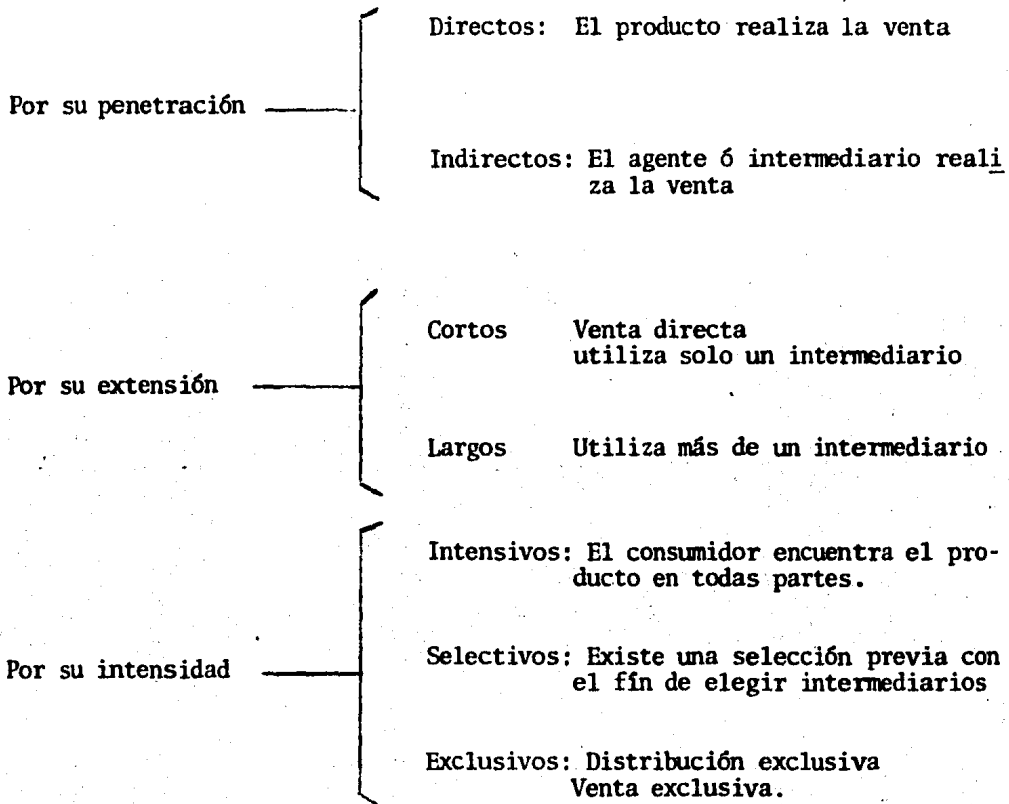 Directos: El producto realiza la venta
Por su penetración
Indirectos: El agente ó intermediario reali
za la venta
Cortos Venta directa
utiliza solo un intermediario
Por su extensión
Largos Utiliza más de un intermediario
Intensivos: El consumidor encuentra el pro-
ducto en todas partes.
Por su intensidad
Selectivos: Existe una selección previa con
el fín de elegir intermediarios
Exclusivos: Distribución exclusiva
Venta exclusiva.